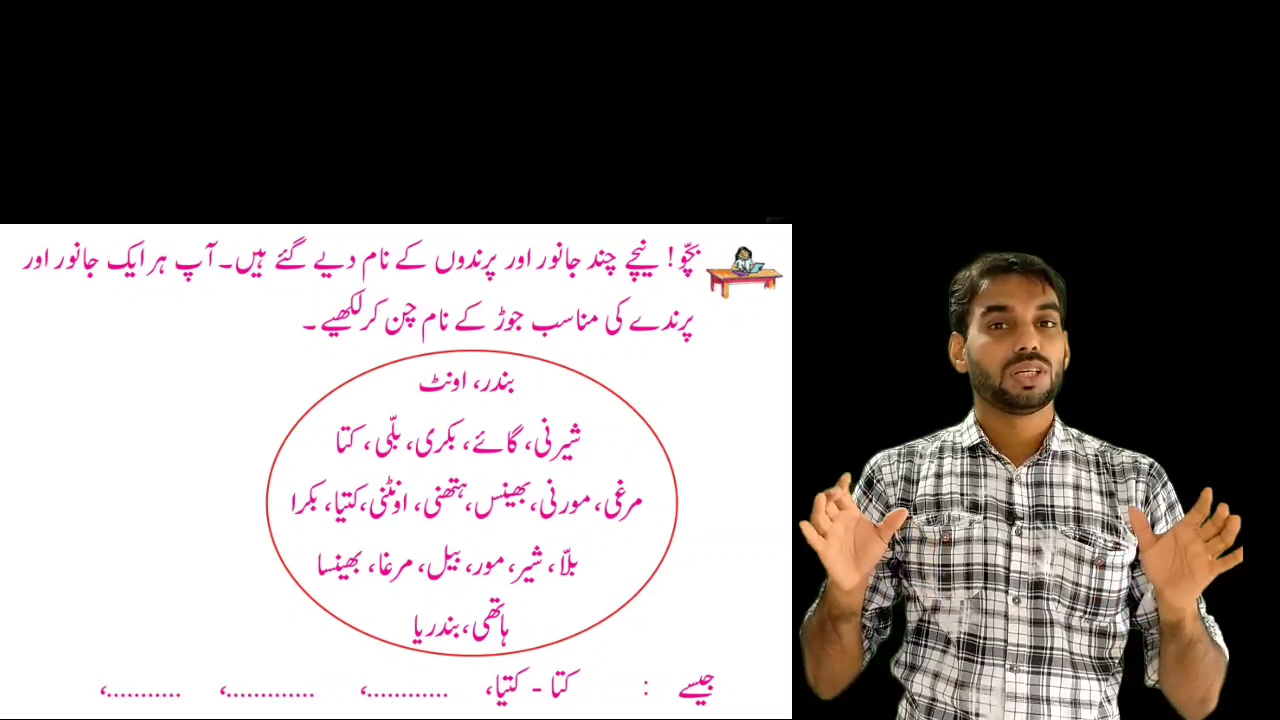 بچّو! نیچے چند جانور اور پرندوں کے نام دیے گئے ہیں۔ آپ ہر ایک جانور اور
پرندے کی مناسب جوڑ کے نام چن کر لکھیے۔
بندر، اونٹ
شیرنی، گائے، بکری، بلّی، کتا
مرغی، مورنی، بھینس، ہتھنی، اونٹنی، کتیا، بکرا
بلّا، شیر، مور، بیل، مرغا، بھینسا
ہاتھی، بندریا
جیسے : کتا - کتیا، ............، .............، ...........،